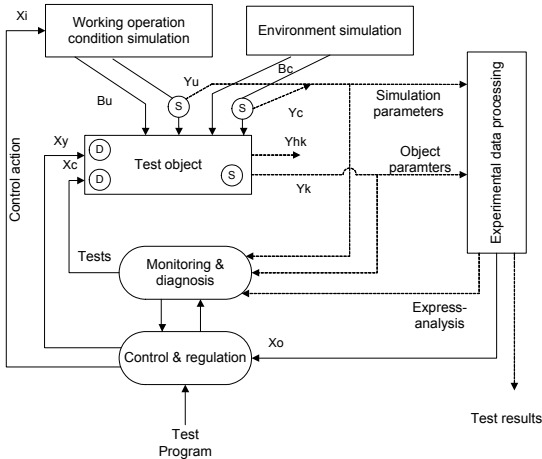 Xi
Working operation
condition simulation
Environment simulation
Yu
Bc
Bu
S
S
Yc
Simulation
parameters
Xy
Xc
D
D
Test object
S
Yhk
Yk
Object
paramters
Experimental data processing
Control action
Tests
Monitoring &
diagnosis
Express-
analysis
Control & regulation
Xo
Test
Program
Test results